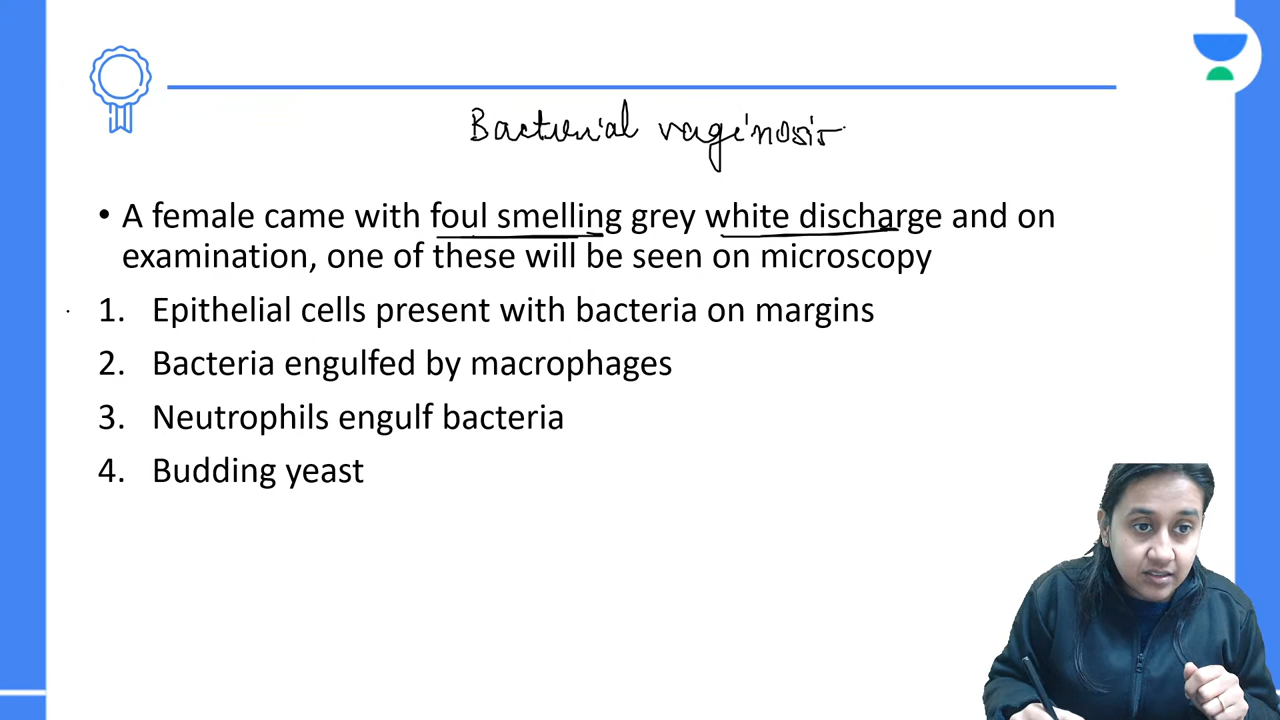 Bacterial vaginosis
• A female came with foul smelling grey white discharge and on
examination, one of these will be seen on microscopy
1. Epithelial cells present with bacteria on margins
2. Bacteria engulfed by macrophages
3. Neutrophils engulf bacteria
4. Budding yeast